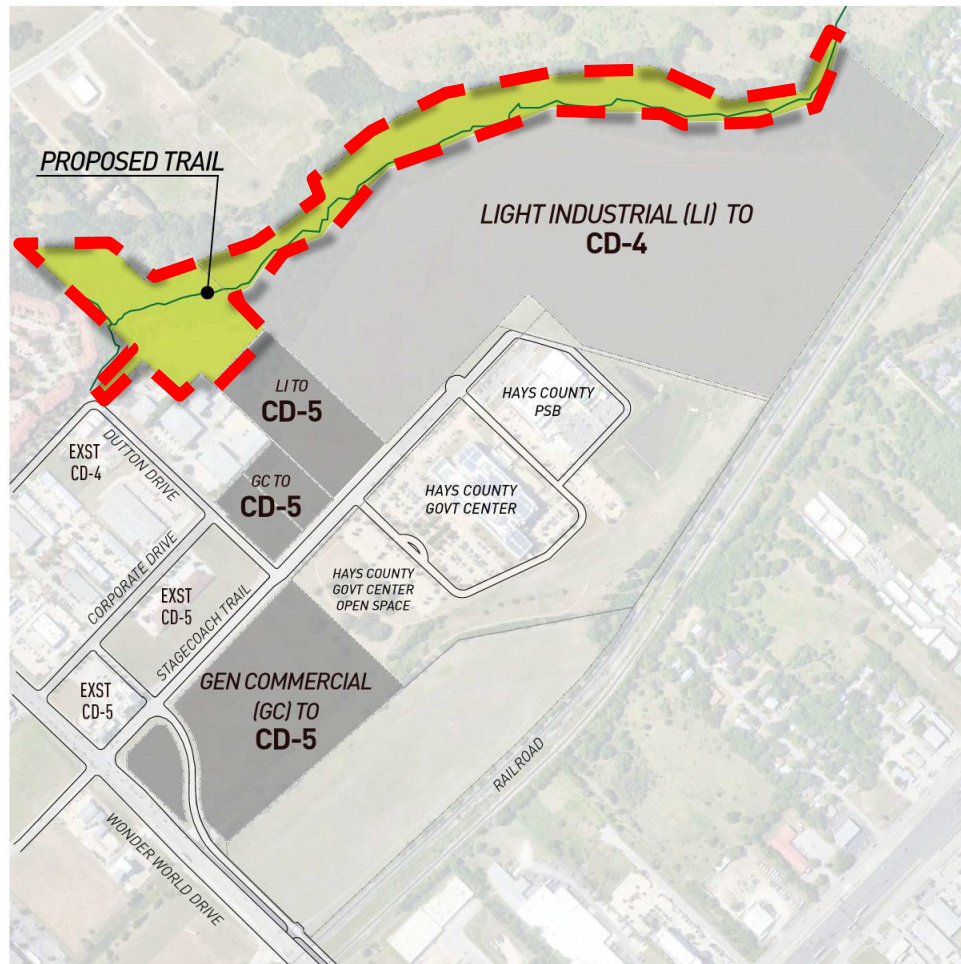 PROPOSED TRAIL
LIGHT INDUSTRIAL (LI) TO
CD-4
LI TO
CD-5
HAYS COUNTY
PSB
EXST
CD-4
DUTTON DRIVE
GC TO
CD-5
HAYS COUNTY
GOVT CENTER
CORPORATE DRIVE
EXST
CD-5
HAYS COUNTY
GOVT CENTER
OPEN SPACE
STAGECOACH TRAIL
EXST
CD-5
GEN COMMERCIAL
(GC) TO
CD-5
RAILROAD
WONDER WORLD DRIVE